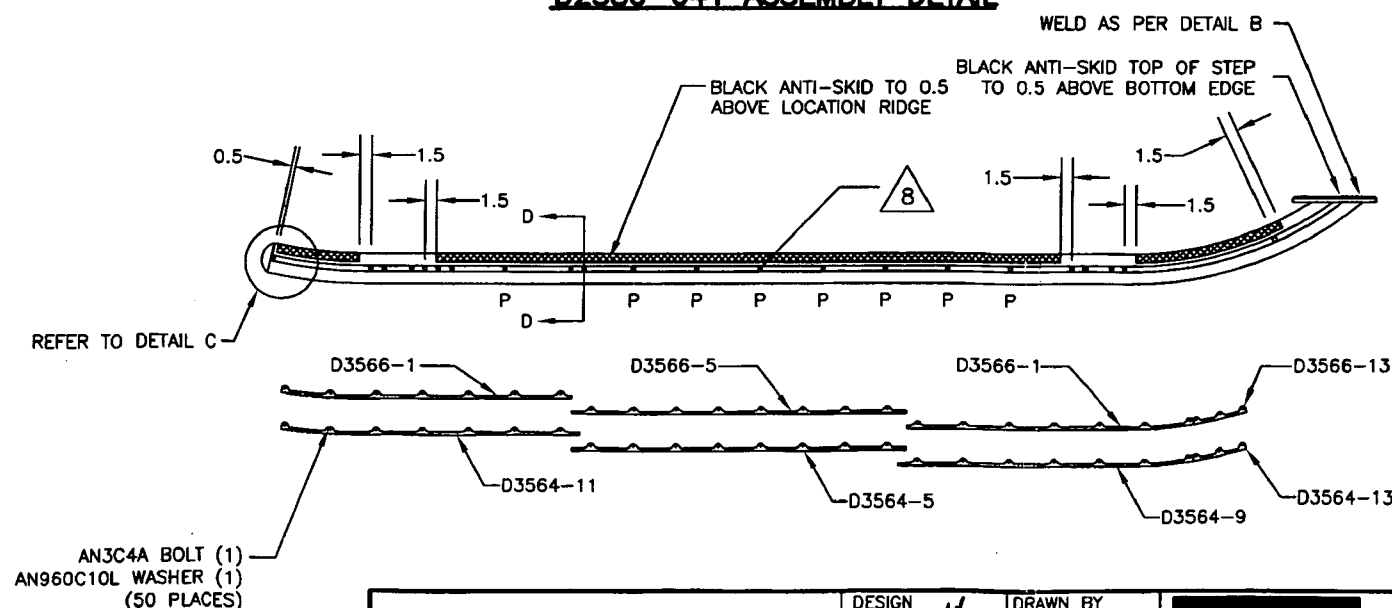 WELD AS PER DETAIL B
BLACK ANTI-SKID TO 0.5
ABOVE LOCATION RIDGE
BLACK ANTI-SKID TOP OF STEP
TO 0.5 ABOVE BOTTOM EDGE
0.5
1.5
1.5
1.5
1.5
1.5
8
D
D
P P P P P P P P
REFER TO DETAIL C
D3566-1
D3566-5
D3566-1
D3566-13
D3564-11
D3564-5
D3564-9
D3564-13
AN3C4A BOLT (1)
AN960C10L WASHER (1)
(50 PLACES)
DESIGN
DRAWN BY